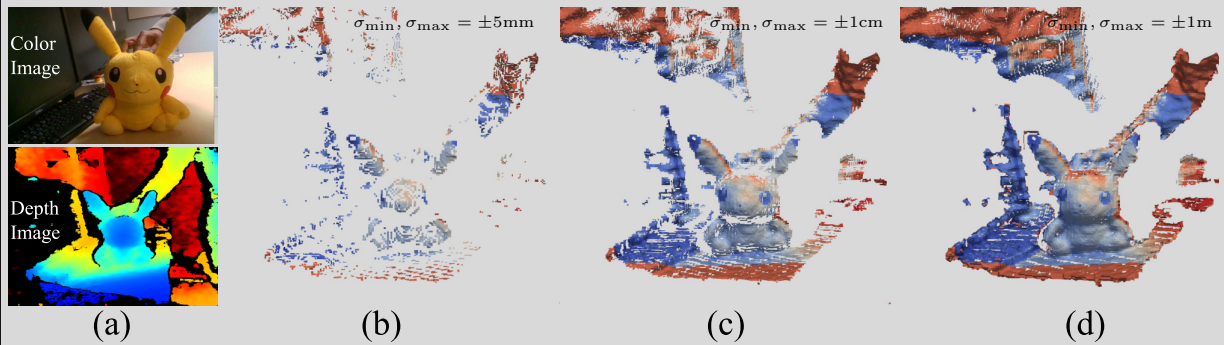 Color
Image
Depth
Image
σmin, σmax = ±5mm
σmin, σmax = ±1cm
σmin, σmax = ±1m
(a)
(b)
(c)
(d)